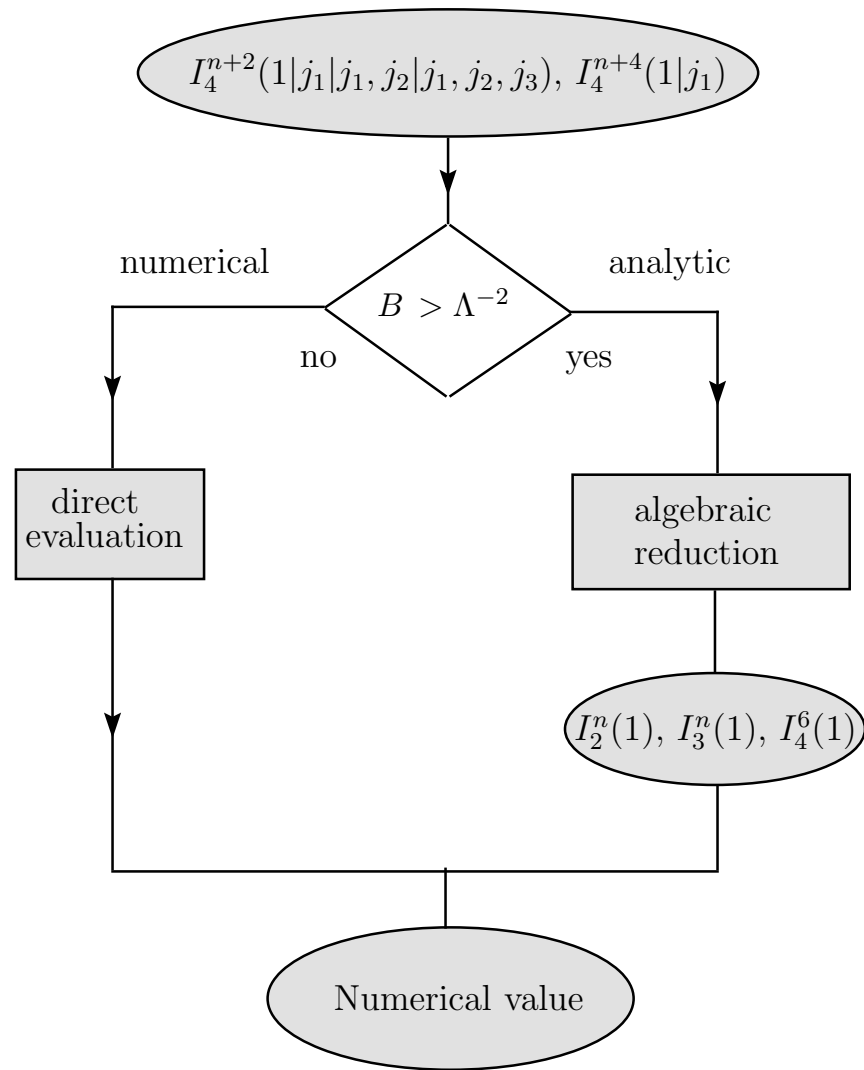 $I_4^{n+2}(1|j_1|j_1, j_2|j_1, j_2, j_3),\ I_4^{n+4}(1|j_1)$
numerical
analytic
$B > \Lambda^{-2}$
no
yes
direct
evaluation
algebraic
reduction
$I_2^n(1),\ I_3^n(1),\ I_4^6(1)$
Numerical value